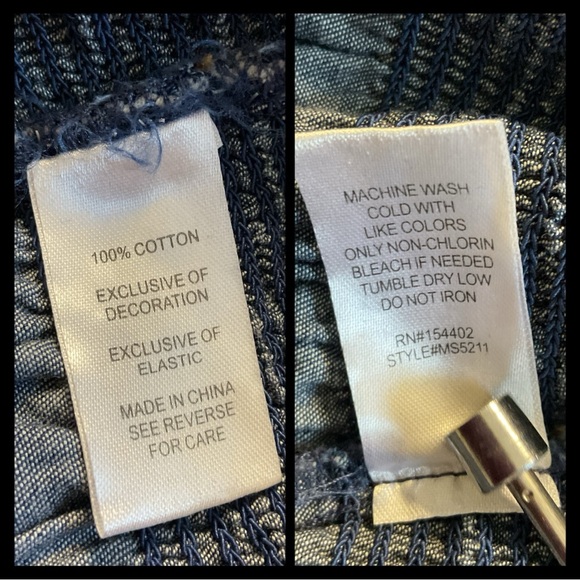 100% COTTON
EXCLUSIVE OF
DECORATION
EXCLUSIVE OF
ELASTIC
MADE IN CHINA
SEE REVERSE
FOR CARE
MACHINE WASH
COLD WITH
LIKE COLORS
ONLY NON-CHLORIN
BLEACH IF NEEDED
TUMBLE DRY LOW
DO NOT IRON
RN#154402
STYLE#MS5211